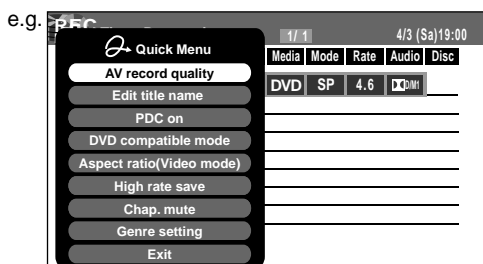 e.g.
1/ 1 4/3 (Sa)19:00
Quick Menu
Media Mode Rate Audio Disc
AV record quality
DVD SP 4.6 D/M1
Edit title name
PDC on
DVD compatible mode
Aspect ratio(Video mode)
High rate save
Chap. mute
Genre setting
Exit